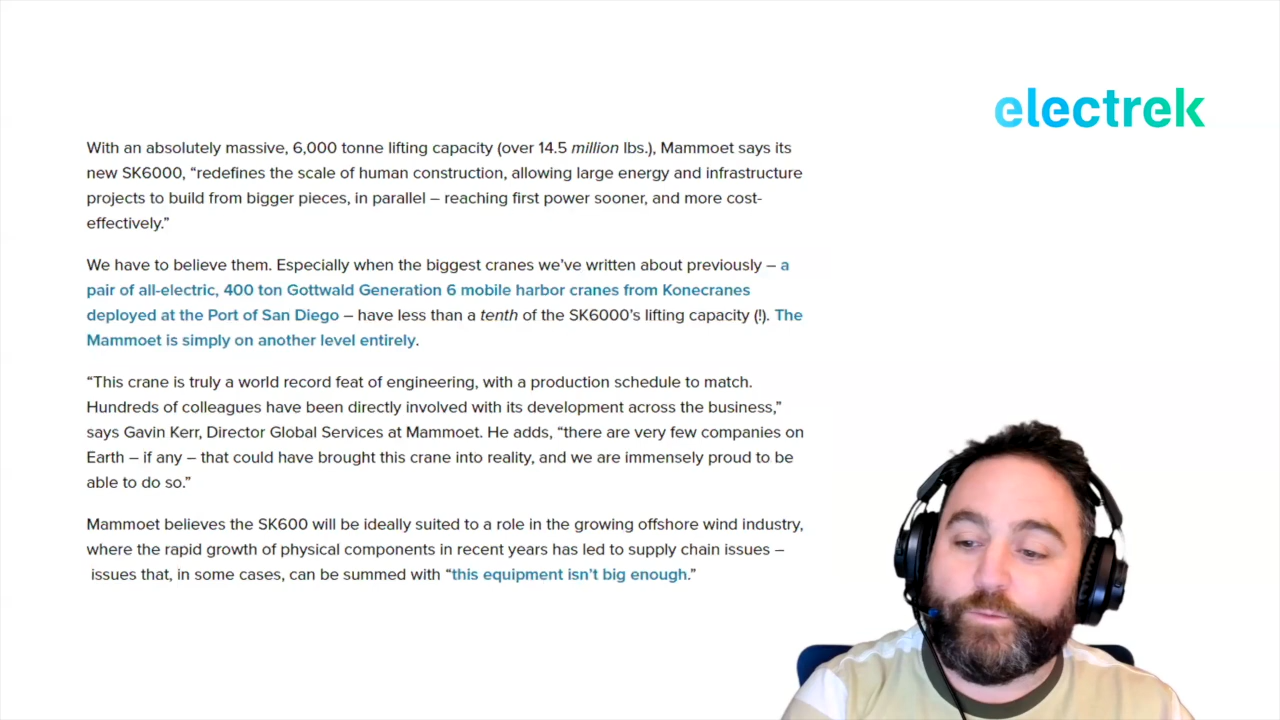 electrek
With an absolutely massive, 6,000 tonne lifting capacity (over 14.5 million lbs.), Mammoet says its
new SK6000, “redefines the scale of human construction, allowing large energy and infrastructure
projects to build from bigger pieces, in parallel – reaching first power sooner, and more cost-
effectively.”
We have to believe them. Especially when the biggest cranes we’ve written about previously – a
pair of all-electric, 400 ton Gottwald Generation 6 mobile harbor cranes from Konecranes
deployed at the Port of San Diego – have less than a tenth of the SK6000’s lifting capacity (!). The
Mammoet is simply on another level entirely.
“This crane is truly a world record feat of engineering, with a production schedule to match.
Hundreds of colleagues have been directly involved with its development across the business,”
says Gavin Kerr, Director Global Services at Mammoet. He adds, “there are very few companies on
Earth – if any – that could have brought this crane into reality, and we are immensely proud to be
able to do so.”
Mammoet believes the SK600 will be ideally suited to a role in the growing offshore wind industry,
where the rapid growth of physical components in recent years has led to supply chain issues –
issues that, in some cases, can be summed with “this equipment isn’t big enough.”